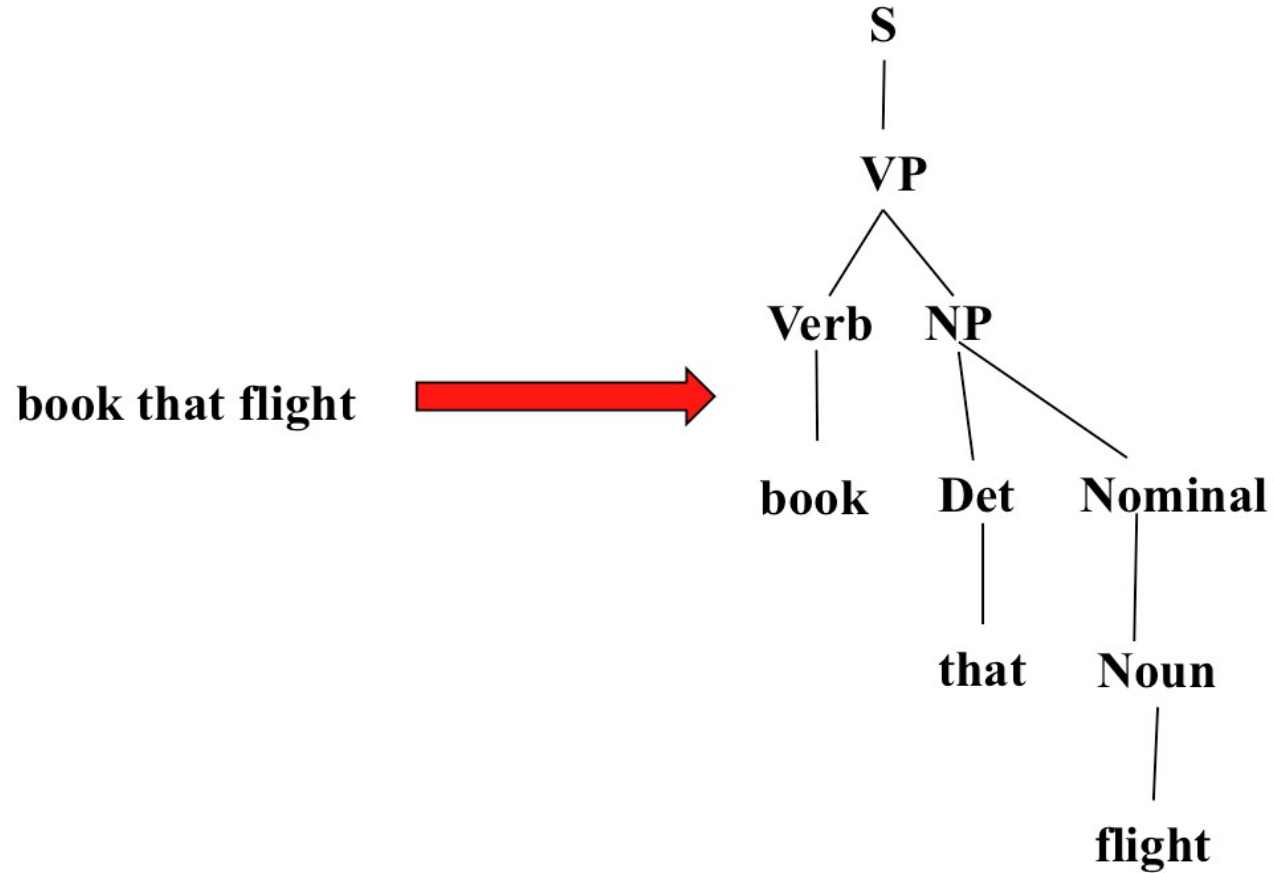 S
VP
Verb NP
book that flight
book Det Nominal
that Noun
flight